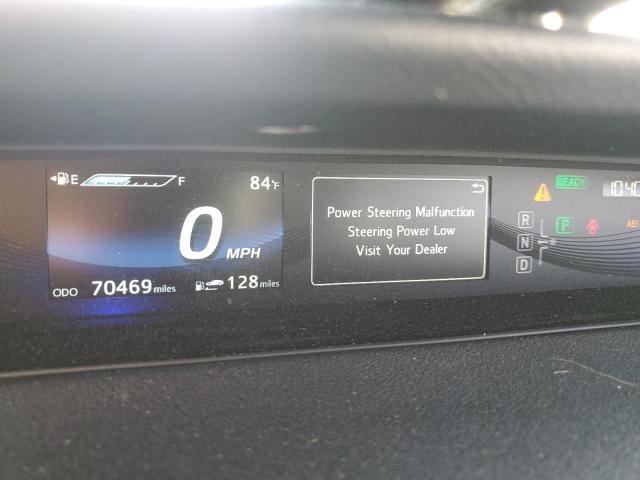 E F 84°F
0 MPH
ODO 70469 miles 128 miles
Power Steering Malfunction
Steering Power Low
Visit Your Dealer
READY
R
N
D
P
ABS